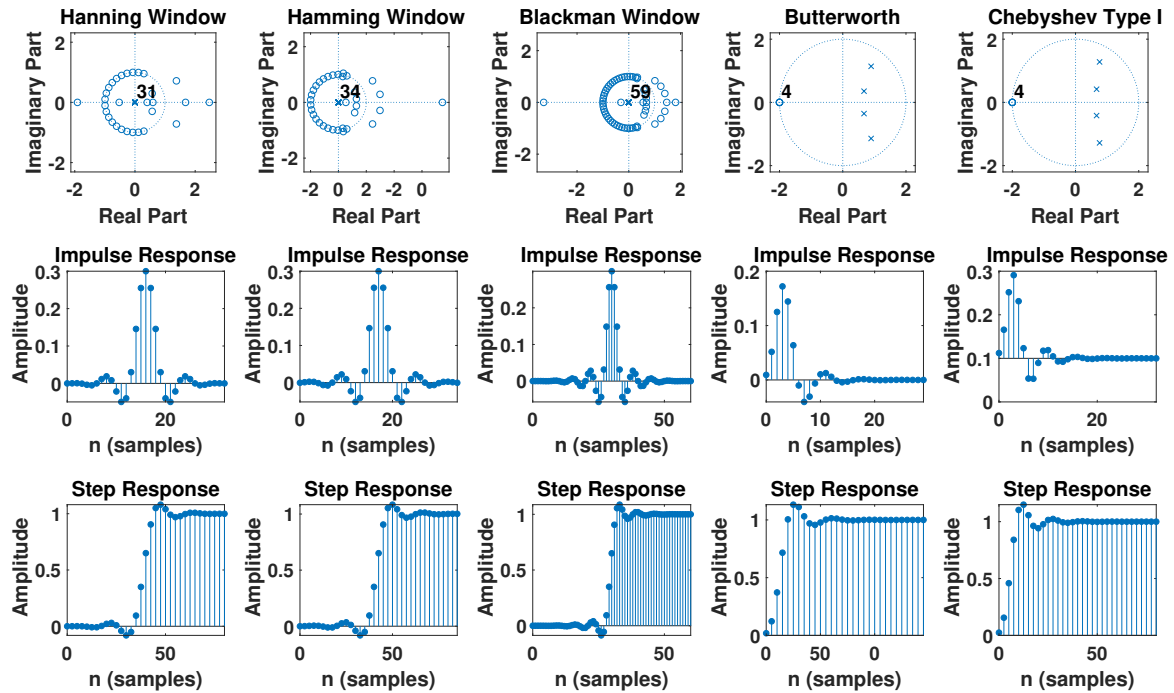 Hanning Window Hamming Window Blackman Window Butterworth Chebyshev Type I
Imaginary Part Imaginary Part Imaginary Part Imaginary Part Imaginary Part
2 2 2 2 2
0 0 0 0 0
-2 -2 -2 -2 -2
31 34 59 4 4
-2 0 2 -2 0 2 0 2 0 -2 0 2 -2 0 2 -2 0 2
Real Part Real Part Real Part Real Part Real Part
Impulse Response Impulse Response Impulse Response Impulse Response Impulse Response
Amplitude Amplitude Amplitude Amplitude Amplitude
0.3 0.3 0.3 0.2 0.3
0.2 0.2 0.2 0.1 0.2
0.1 0.1 0.1 0 0.1
0 0 0 0
0 20 0 20 0 50 0 10 20 0 20
n (samples) n (samples) n (samples) n (samples) n (samples)
Step Response Step Response Step Response Step Response Step Response
Amplitude Amplitude Amplitude Amplitude Amplitude
1 1 1 1 1
0.5 0.5 0.5 0.5 0.5
0 0 0 0 0
0 50 0 50 0 50 0 50 0 0 50
n (samples) n (samples) n (samples) n (samples) n (samples)